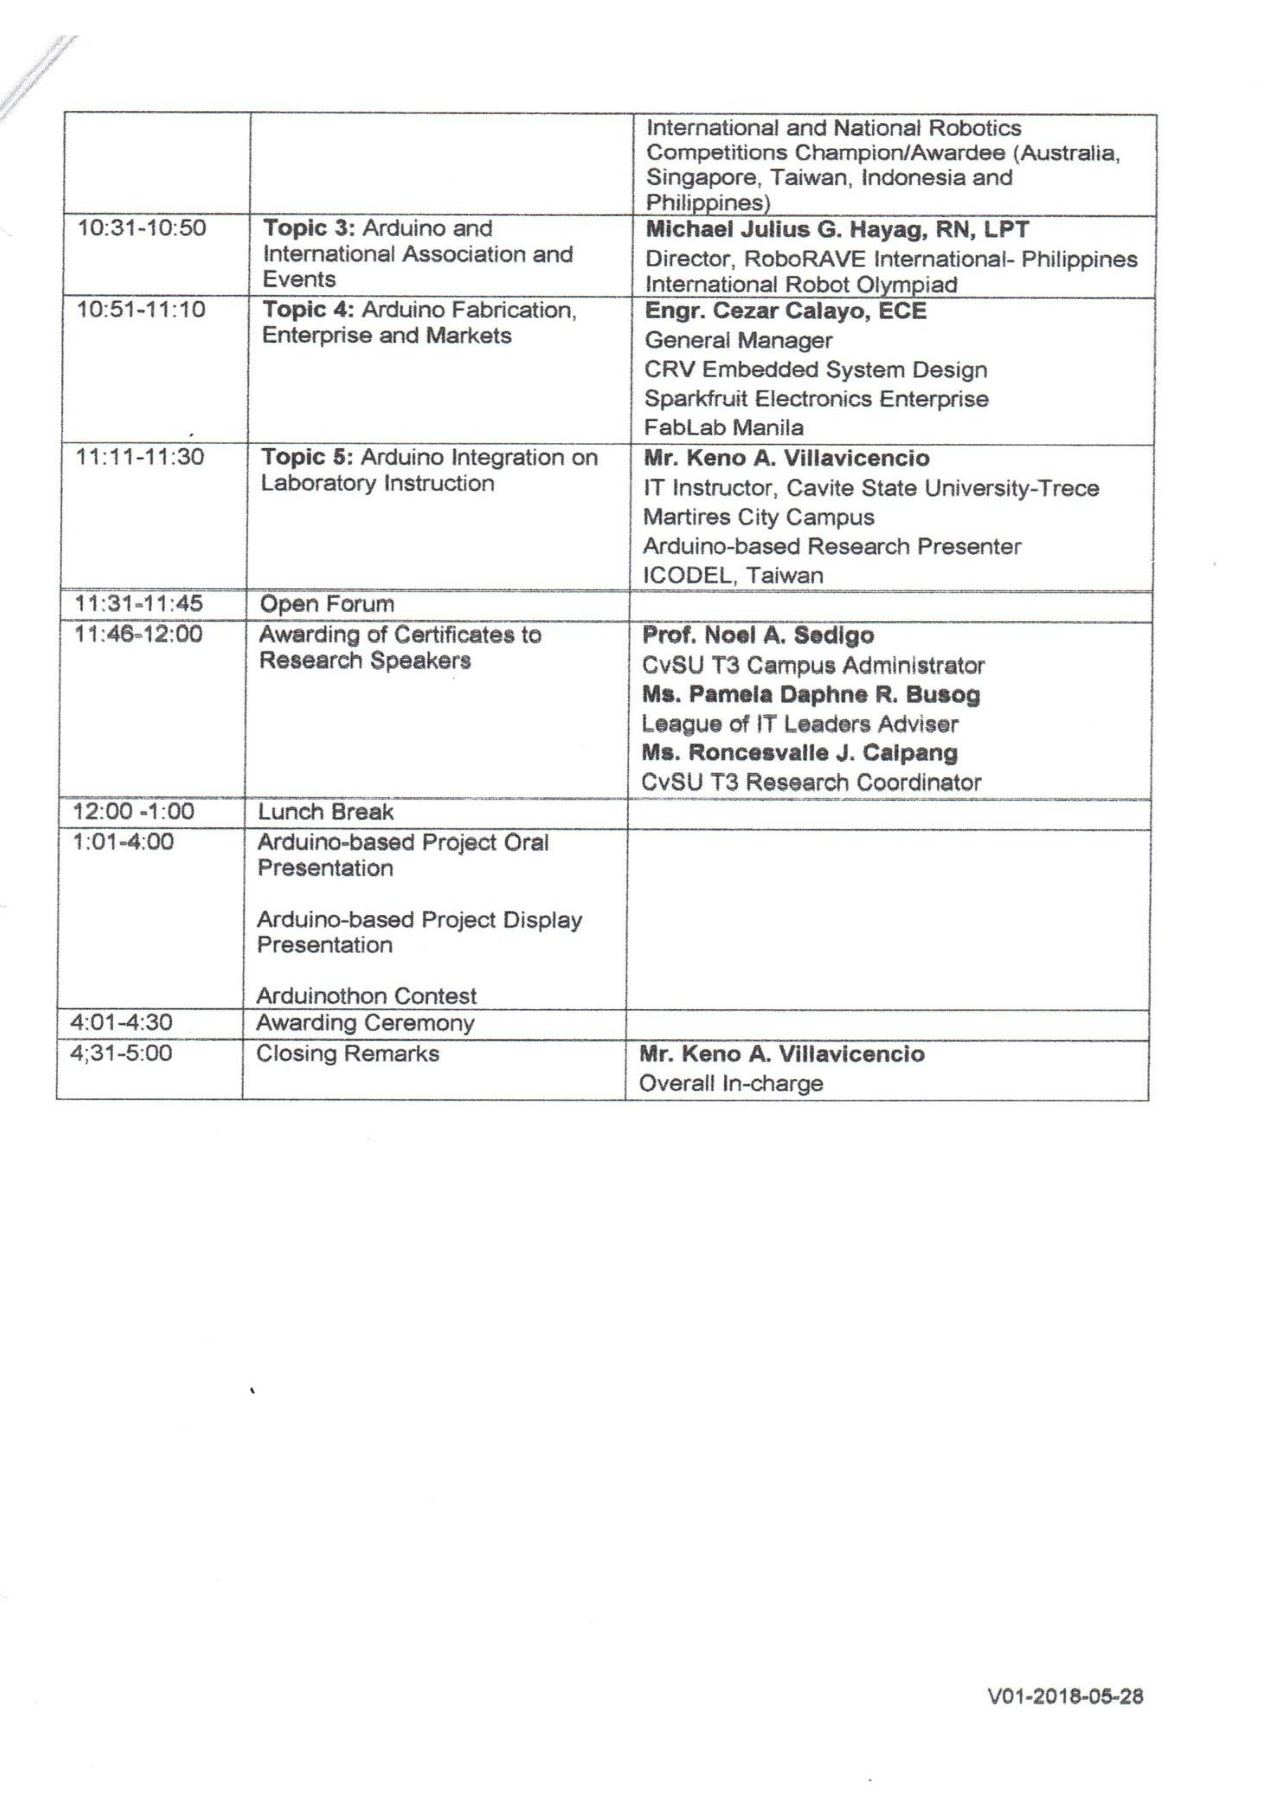 International and National Robotics
Competitions Champion/Awardee (Australia,
Singapore, Taiwan, Indonesia and
Philippines)
10:31-10:50
Topic 3: Arduino and
International Association and
Events
Michael Julius G. Hayag, RN, LPT
Director, RoboRAVE International- Philippines
International Robot Olympiad
10:51-11:10
Topic 4: Arduino Fabrication,
Enterprise and Markets
Engr. Cezar Calayo, ECE
General Manager
CRV Embedded System Design
Sparkfruit Electronics Enterprise
FabLab Manila
11:11-11:30
Topic 5: Arduino Integration on
Laboratory Instruction
Mr. Keno A. Villavicencio
IT Instructor, Cavite State University-Trece
Martires City Campus
Arduino-based Research Presenter
ICODEL, Taiwan
11:31-11:45
Open Forum
11:46-12:00
Awarding of Certificates to
Research Speakers
Prof. Noel A. Sedigo
CvSU T3 Campus Administrator
Ms. Pamela Daphne R. Busog
League of IT Leaders Adviser
Ms. Roncesvalle J. Caipang
CvSU T3 Research Coordinator
12:00 -1:00
Lunch Break
1:01-4:00
Arduino-based Project Oral
Presentation
Arduino-based Project Display
Presentation
Arduinothon Contest
4:01-4:30
Awarding Ceremony
4;31-5:00
Closing Remarks
Mr. Keno A. Villavicencio
Overall In-charge
V01-2018-05-28